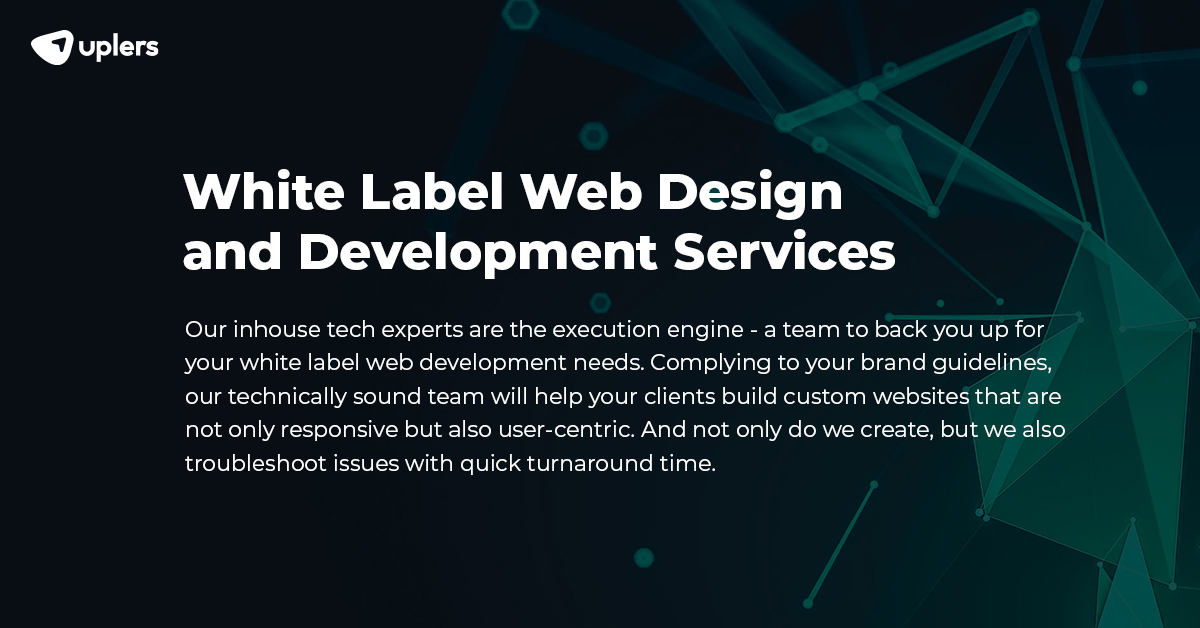 uplers
White Label Web Design
and Development Services
Our inhouse tech experts are the execution engine - a team to back you up for
your white label web development needs. Complying to your brand guidelines,
our technically sound team will help your clients build custom websites that are
not only responsive but also user-centric. And not only do we create, but we also
troubleshoot issues with quick turnaround time.